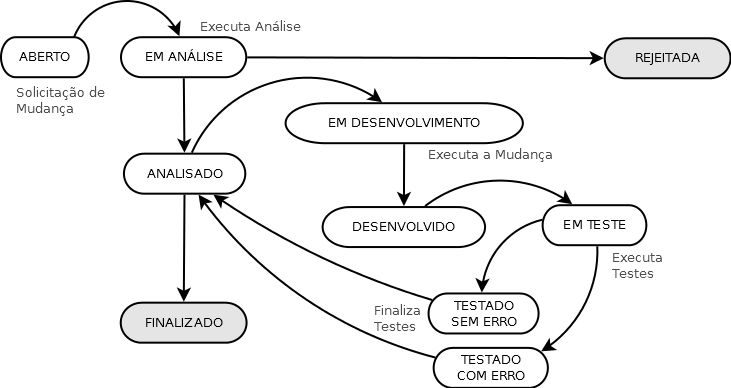 Executa Análise
ABERTO
EM ANÁLISE
REJEITADA
Solicitação de
Mudança
EM DESENVOLVIMENTO
Executa a Mudança
ANALISADO
DESENVOLVIDO
EM TESTE
Executa
Testes
FINALIZADO
Finaliza
Testes
TESTADO
SEM ERRO
TESTADO
COM ERRO